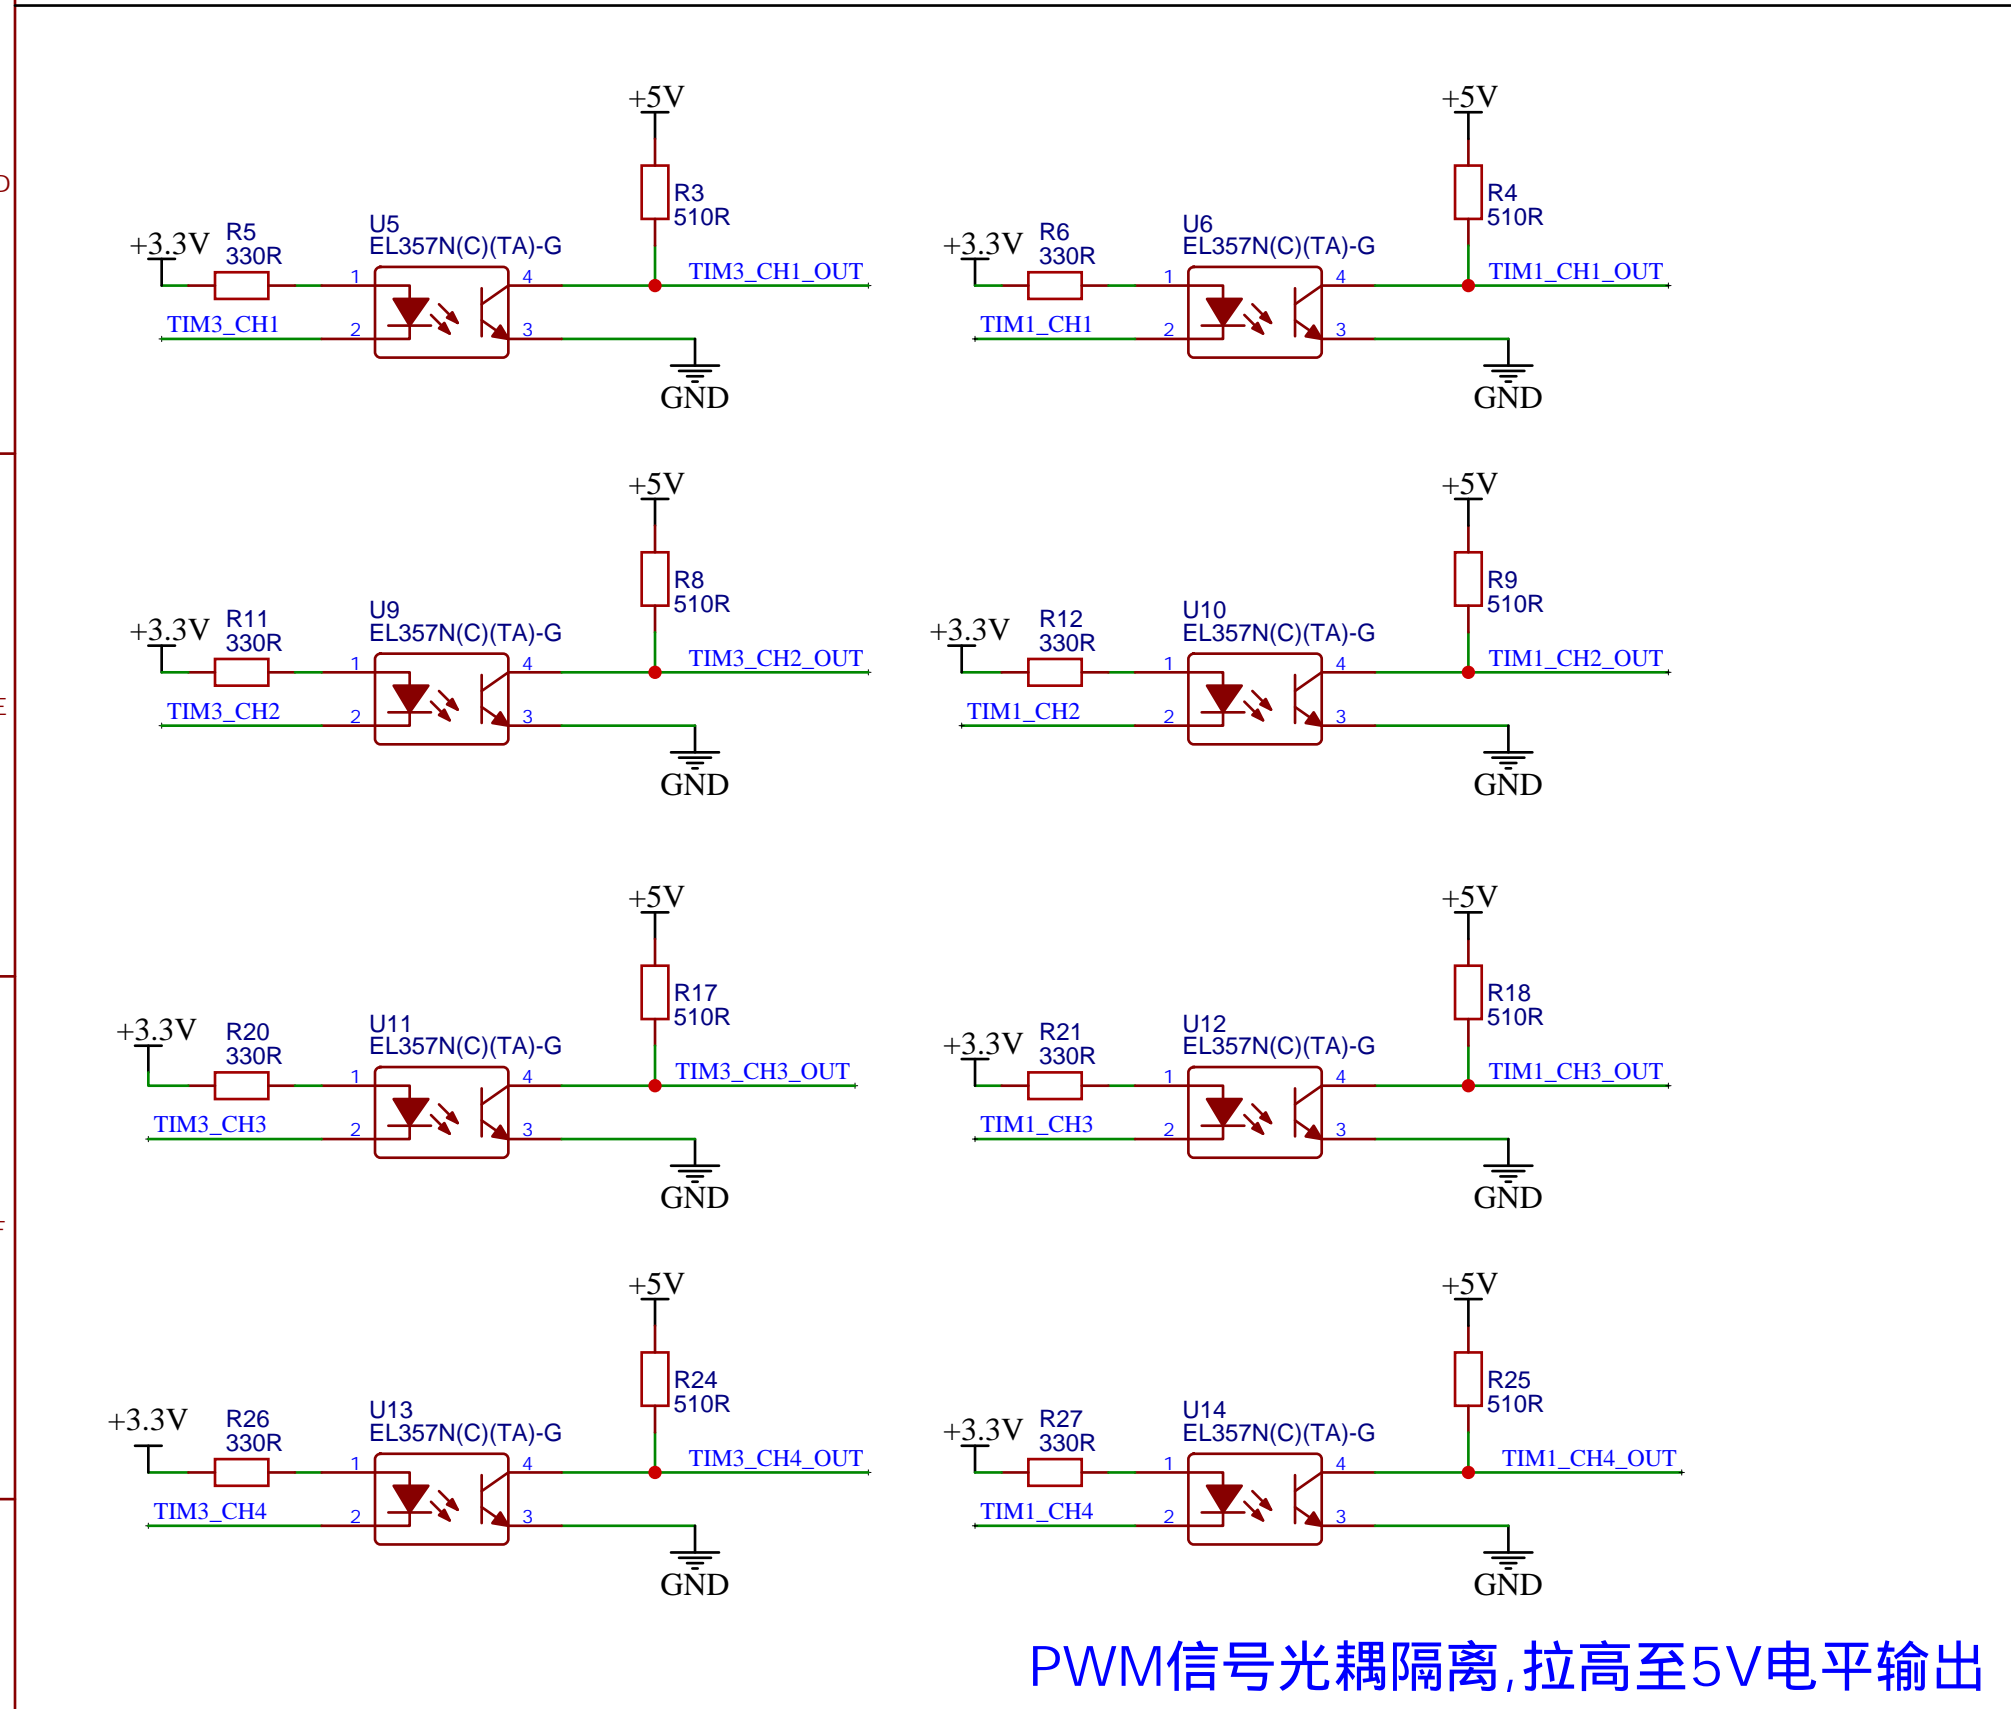 +5V
R3
510R
+3.3V
R5
330R
U5
EL357N(C)(TA)-G
1
4
TIM3_CH1_OUT
TIM3_CH1
2
3
GND
+5V
R4
510R
+3.3V
R6
330R
U6
EL357N(C)(TA)-G
1
4
TIM1_CH1_OUT
TIM1_CH1
2
3
GND
D
+5V
R8
510R
+3.3V
R11
330R
U9
EL357N(C)(TA)-G
1
4
TIM3_CH2_OUT
TIM3_CH2
2
3
GND
+5V
R9
510R
+3.3V
R12
330R
U10
EL357N(C)(TA)-G
1
4
TIM1_CH2_OUT
TIM1_CH2
2
3
GND
E
+5V
R17
510R
+3.3V
R20
330R
U11
EL357N(C)(TA)-G
1
4
TIM3_CH3_OUT
TIM3_CH3
2
3
GND
+5V
R18
510R
+3.3V
R21
330R
U12
EL357N(C)(TA)-G
1
4
TIM1_CH3_OUT
TIM1_CH3
2
3
GND
F
+5V
R24
510R
+3.3V
R26
330R
U13
EL357N(C)(TA)-G
1
4
TIM3_CH4_OUT
TIM3_CH4
2
3
GND
+5V
R25
510R
+3.3V
R27
330R
U14
EL357N(C)(TA)-G
1
4
TIM1_CH4_OUT
TIM1_CH4
2
3
GND
PWM信号光耦隔离,拉高至5V电平输出